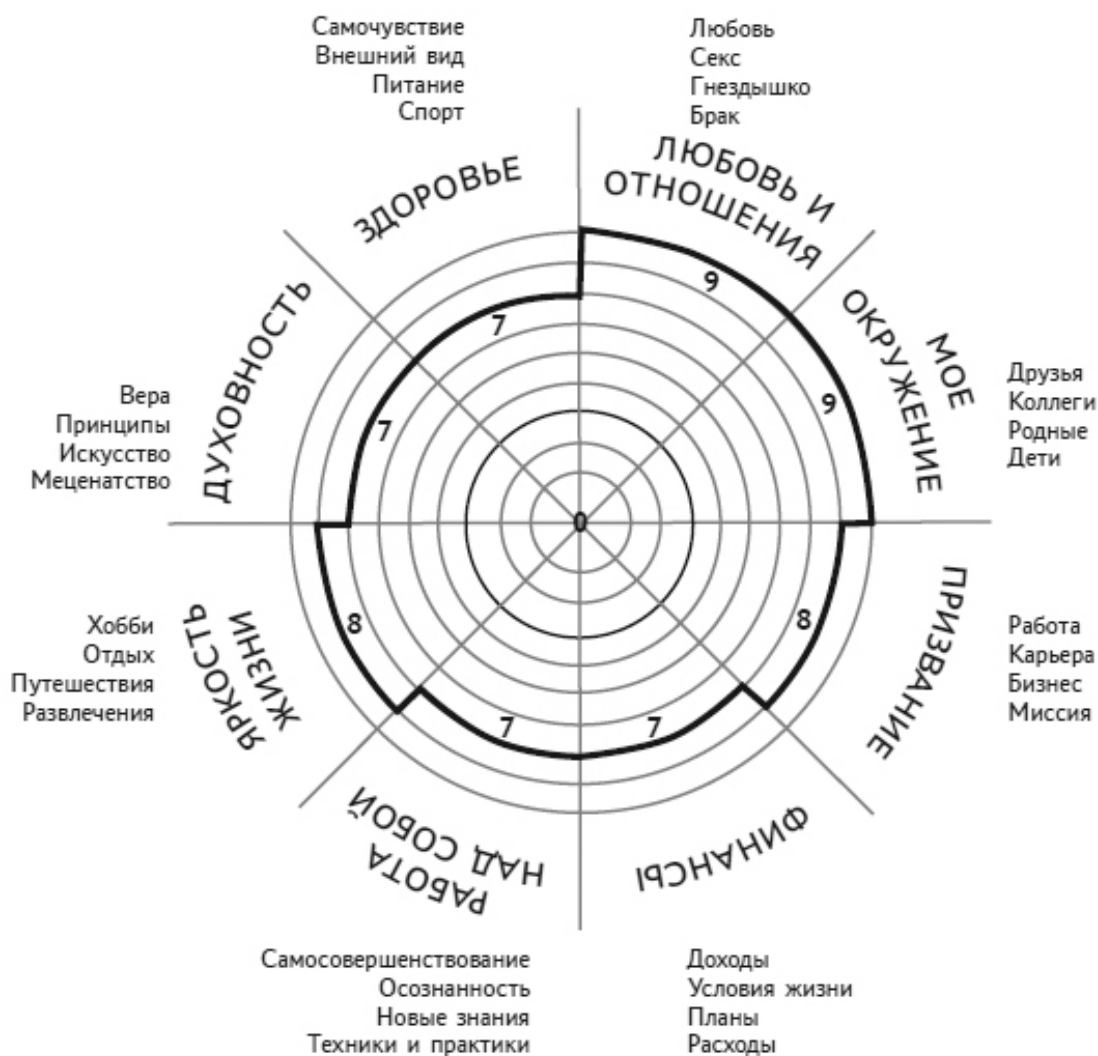 Самочувствие
Внешний вид
Питание
Спорт
Любовь
Секс
Гнездышко
Брак
ЗДОРОВЬЕ
ЛЮБОВЬ И
ОТНОШЕНИЯ
МОЕ
ОКРУЖЕНИЕ
ДУХОВНОСТЬ
Вера
Принципы
Искусство
Меценатство
Друзья
Коллеги
Родные
Дети
7
9
7
9
0
8
8
7
7
ЯРКОСТЬ
ЖИЗНИ
Хобби
Отдых
Путешествия
Развлечения
ПРИЗВАНИЕ
Работа
Карьера
Бизнес
Миссия
РАБОТА
НАД СОБОЙ
ФИНАНСЫ
Самосовершенствование
Осознанность
Новые знания
Техники и практики
Доходы
Условия жизни
Планы
Расходы